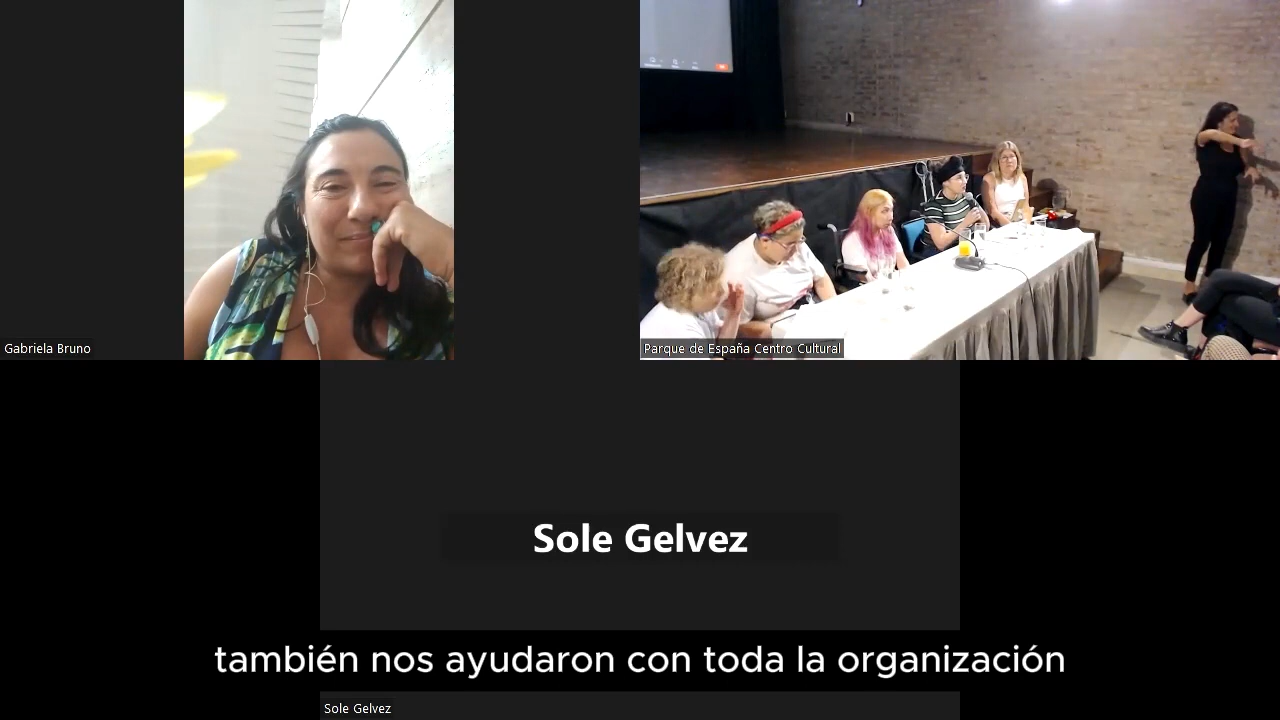 Gabriela Bruno
Parque de España Centro Cultural
Sole Gelvez
también nos ayudaron con toda la organización
Sole Gelvez